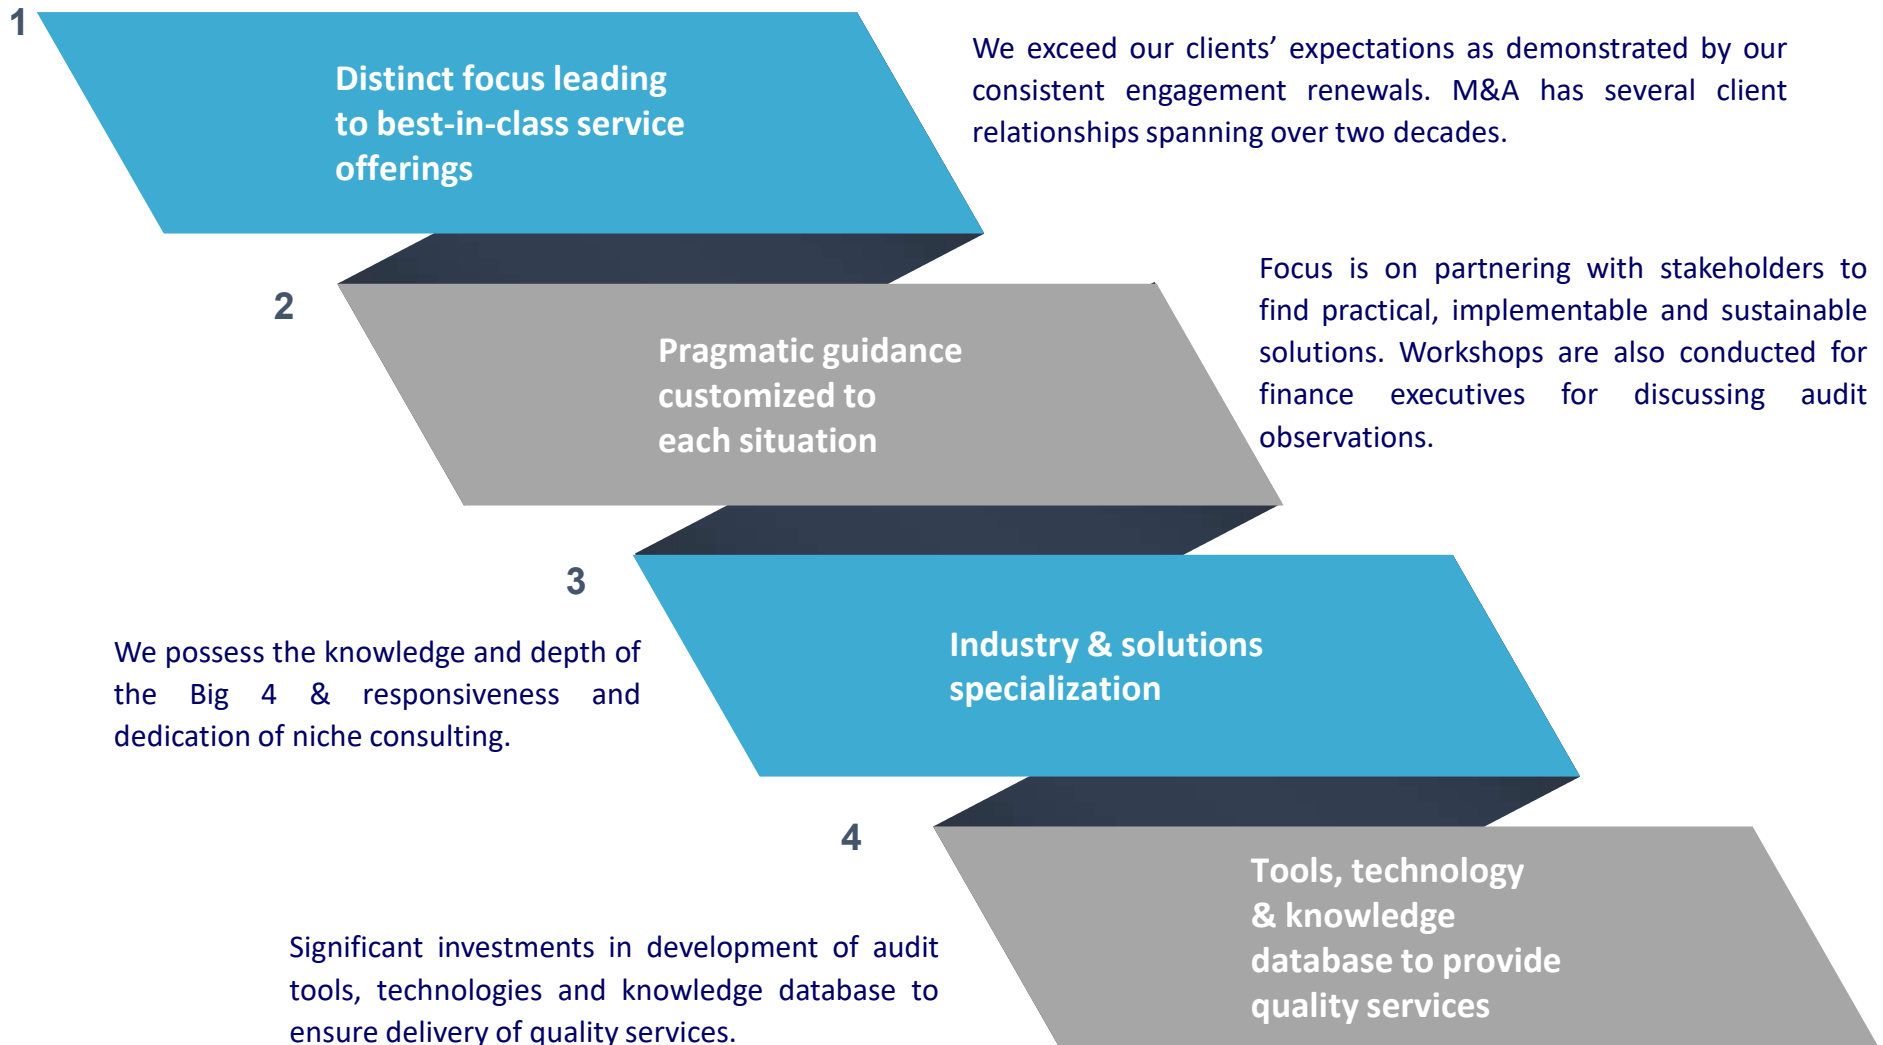 1
Distinct focus leading
to best-in-class service
offerings
We exceed our clients’ expectations as demonstrated by our
consistent engagement renewals. M&A has several client
relationships spanning over two decades.
2
Pragmatic guidance
customized to
each situation
Focus is on partnering with stakeholders to
find practical, implementable and sustainable
solutions. Workshops are also conducted for
finance executives for discussing audit
observations.
3
Industry & solutions
specialization
We possess the knowledge and depth of
the Big 4 & responsiveness and
dedication of niche consulting.
4
Tools, technology
& knowledge
database to provide
quality services
Significant investments in development of audit
tools, technologies and knowledge database to
ensure delivery of quality services.